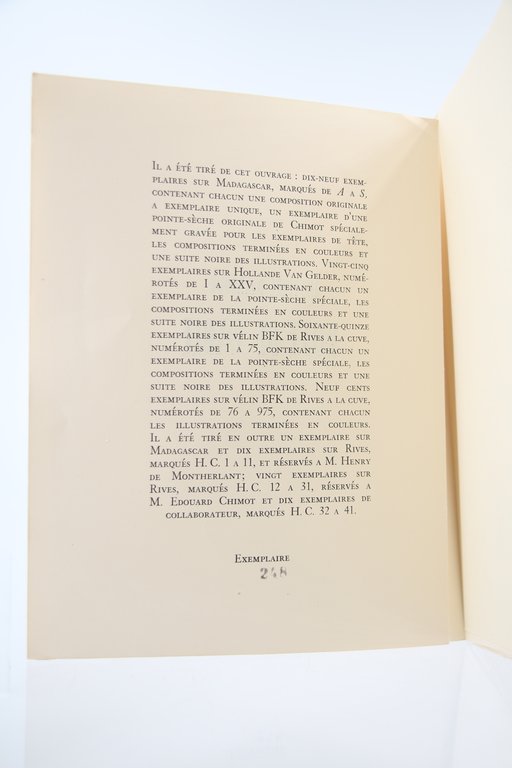 Il a été tiré de cet ouvrage : dix-neuf exem-
plaires sur Madagascar, marqués de A a S,
contenant chacun une composition originale
a exemplaire unique, un exemplaire d'une
pointe-sèche originale de Chimot spéciale-
ment gravée pour les exemplaires de tête,
les compositions terminées en couleurs et
une suite noire des illustrations. Vingt-cinq
exemplaires sur Hollande Van Gelder, numé-
rotés de I a XXV, contenant chacun un
exemplaire de la pointe-sèche spéciale, les
compositions terminées en couleurs et une
suite noire des illustrations. Soixante-quinze
exemplaires sur vélin BFK de Rives a la cuve,
numérotés de 1 a 75, contenant chacun un
exemplaire de la pointe-sèche spéciale, les
compositions terminées en couleurs et une
suite noire des illustrations. Neuf cents
exemplaires sur vélin BFK de Rives a la cuve,
numérotés de 76 a 975, contenant chacun
les illustrations terminées en couleurs.
Il a été tiré en outre un exemplaire sur
Madagascar et dix exemplaires sur Rives,
marqués H. C. 1 a 11, et réservés a M. Henry
de Montherlant; vingt exemplaires sur
Rives, marqués H. C. 12 a 31, réservés a
M. Edouard Chimot et dix exemplaires de
collaborateur, marqués H. C. 32 a 41.
Exemplaire
248